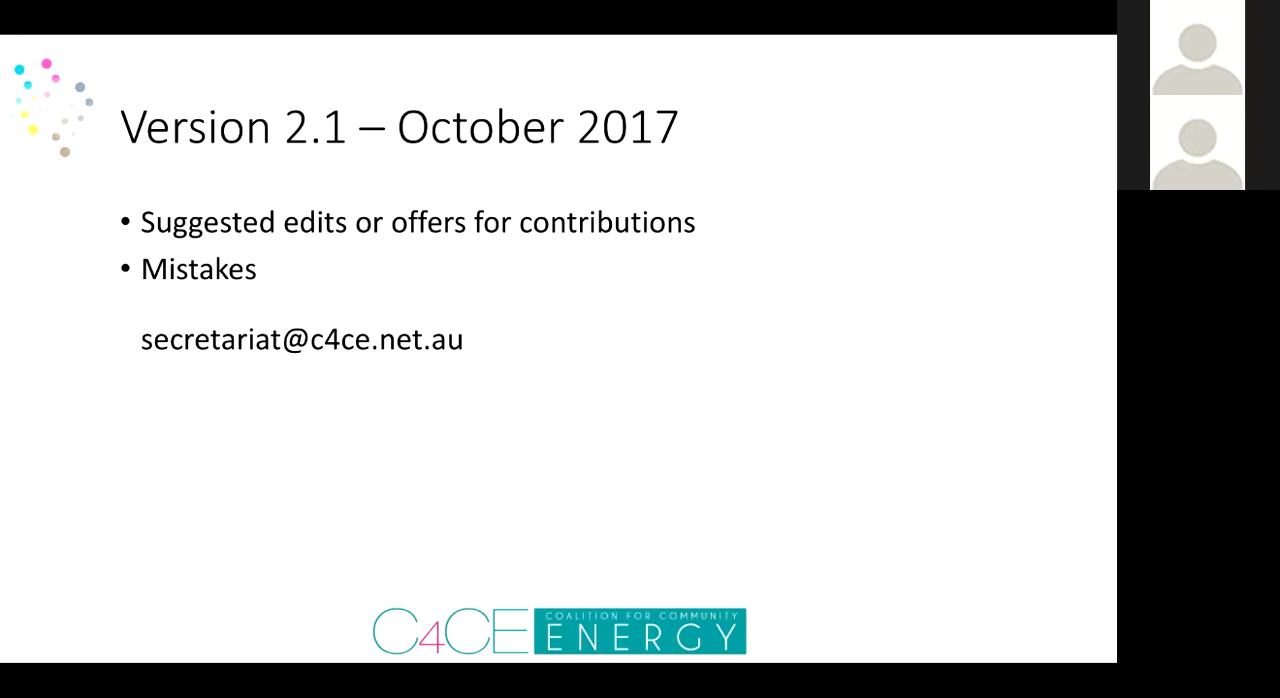 Version 2.1 – October 2017
• Suggested edits or offers for contributions
• Mistakes
secretariat@c4ce.net.au
C4CE COALITION FOR COMMUNITY
ENERGY